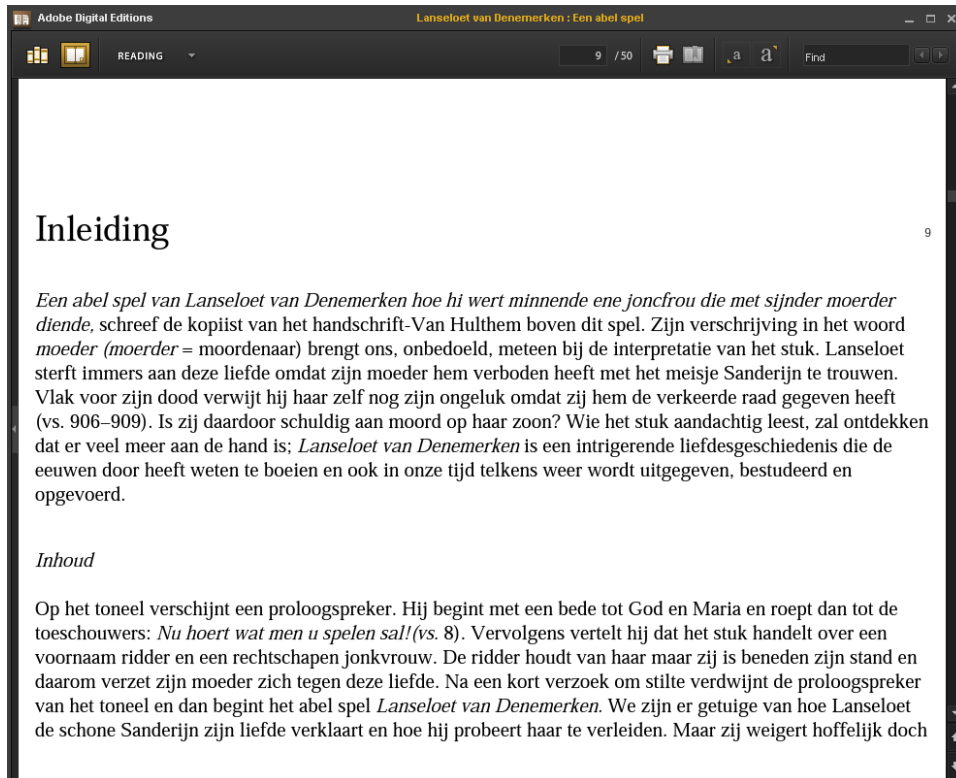 Adobe Digital Editions
Lanseloet van Denemerken : Een abel spel
READING
9 / 50
a a
Find
Inleiding
9
Een abel spel van Lanseloet van Denemerken hoe hi wert minnende ene joncfrou die met sijnder moerder
diende, schreef de kopiist van het handschrift-Van Hulthem boven dit spel. Zijn verschrijving in het woord
moeder (moerder = moordenaar) brengt ons, onbedoeld, meteen bij de interpretatie van het stuk. Lanseloet
sterft immers aan deze liefde omdat zijn moeder hem verboden heeft met het meisje Sanderijn te trouwen.
Vlak voor zijn dood verwijt hij haar zelf nog zijn ongeluk omdat zij hem de verkeerde raad gegeven heeft
(vs. 906–909). Is zij daardoor schuldig aan moord op haar zoon? Wie het stuk aandachtig leest, zal ontdekken
dat er veel meer aan de hand is; Lanseloet van Denemerken is een intrigerende liefdesgeschiedenis die de
eeuwen door heeft weten te boeien en ook in onze tijd telkens weer wordt uitgegeven, bestudeerd en
opgevoerd.
Inhoud
Op het toneel verschijnt een proloogspreker. Hij begint met een bede tot God en Maria en roept dan tot de
toeschouwers: Nu hoert wat men u spelen sal!(vs. 8). Vervolgens vertelt hij dat het stuk handelt over een
voornaam ridder en een rechtschapen jonkvrouw. De ridder houdt van haar maar zij is beneden zijn stand en
daarom verzet zijn moeder zich tegen deze liefde. Na een kort verzoek om stilte verdwijnt de proloogspreker
van het toneel en dan begint het abel spel Lanseloet van Denemerken. We zijn er getuige van hoe Lanseloet
de schone Sanderijn zijn liefde verklaart en hoe hij probeert haar te verleiden. Maar zij weigert hoffelijk doch